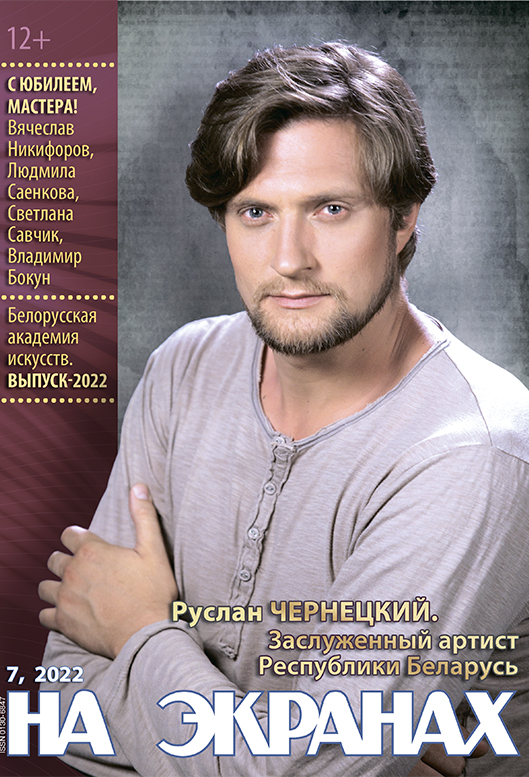 12+
С ЮБИЛЕЕМ,
МАСТЕРА!
Вячеслав
Никифоров,
Людмила
Саенкова,
Светлана
Савчик,
Владимир
Бокун
Белорусская
академия
искусств.
ВЫПУСК-2022
Руслан ЧЕРНЕЦКИЙ.
Заслуженный артист
Республики Беларусь
7, 2022
ISSN 0130-6847
НА ЭКРАНАХ